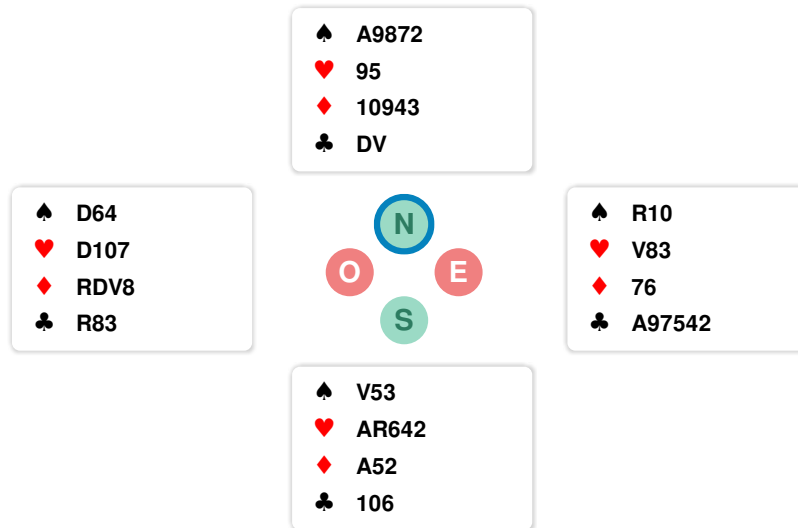 ♠ A9872
♥ 95
♦ 10943
♣ DV
♠ D64
♥ D107
♦ RDV8
♣ R83
N
O E
S
♠ R10
♥ V83
♦ 76
♣ A97542
♠ V53
♥ AR642
♦ A52
♣ 106